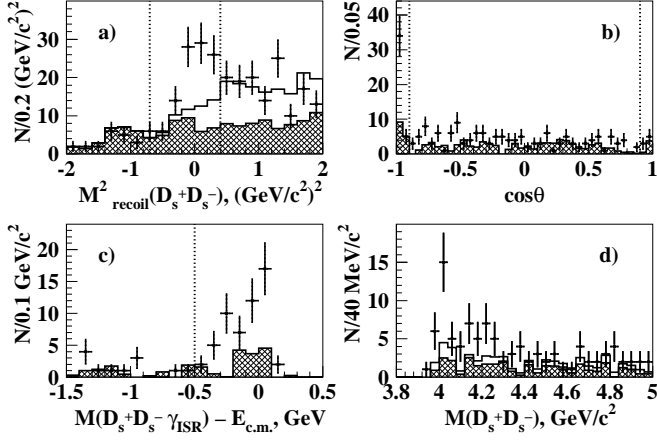 a)
N/0.2 (GeV/c²)²
30
20
10
0
-2 -1 0 1 2
M²recoil(Ds+Ds-), (GeV/c²)²
b)
N/0.05
40
30
20
10
0
-1 -0.5 0 0.5 1
cosθ
c)
N/0.1 GeV/c²
20
15
10
5
0
-1.5 -1 -0.5 0 0.5
M(Ds+Ds- γISR) – Ec.m., GeV
d)
N/40 MeV/c²
15
10
5
0
3.8 4 4.2 4.4 4.6 4.8 5
M(Ds+Ds-), GeV/c²